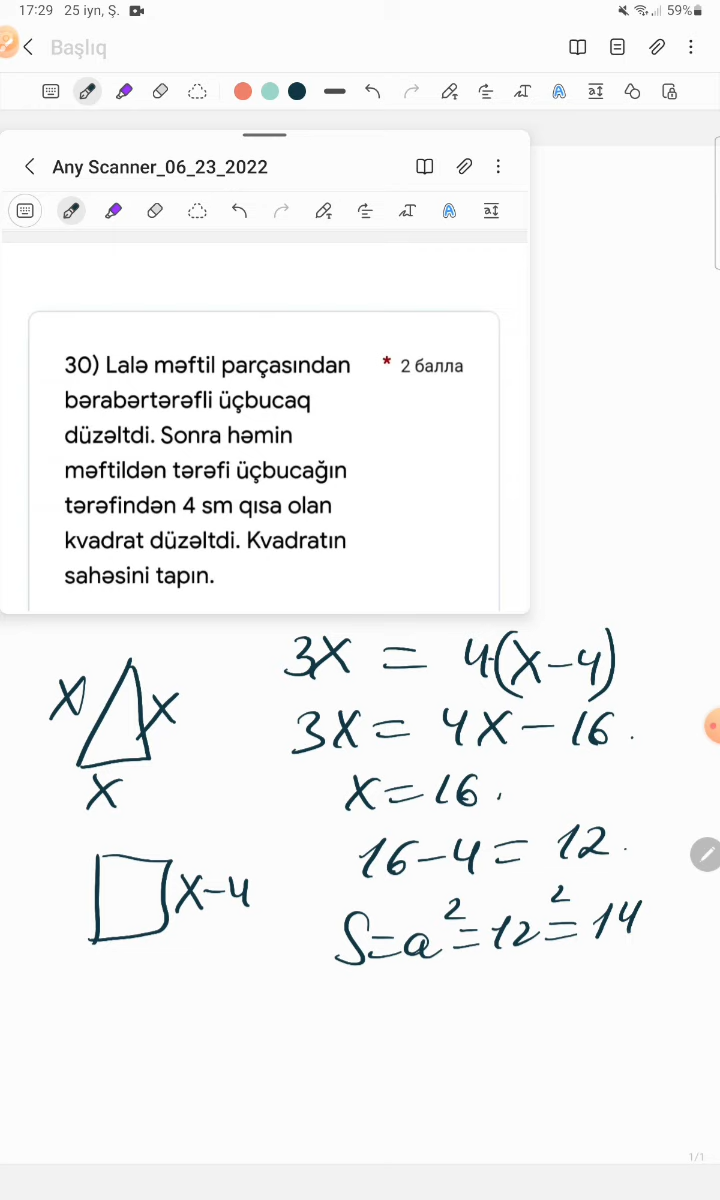 17:29 25 iyn, Ş. 59%
Başlıq
Any Scanner_06_23_2022
30) Lalə məftil parçasından * 2 балла
bərabərtərəfli üçbucaq
düzəltdi. Sonra həmin
məftildən tərəfi üçbucağın
tərəfindən 4 sm qısa olan
kvadrat düzəltdi. Kvadratın
sahəsini tapın.
x x
x
x-4
3x = 4(x-4)
3x = 4x - 16.
x = 16.
16-4 = 12.
S=a²=12²=14
1/1